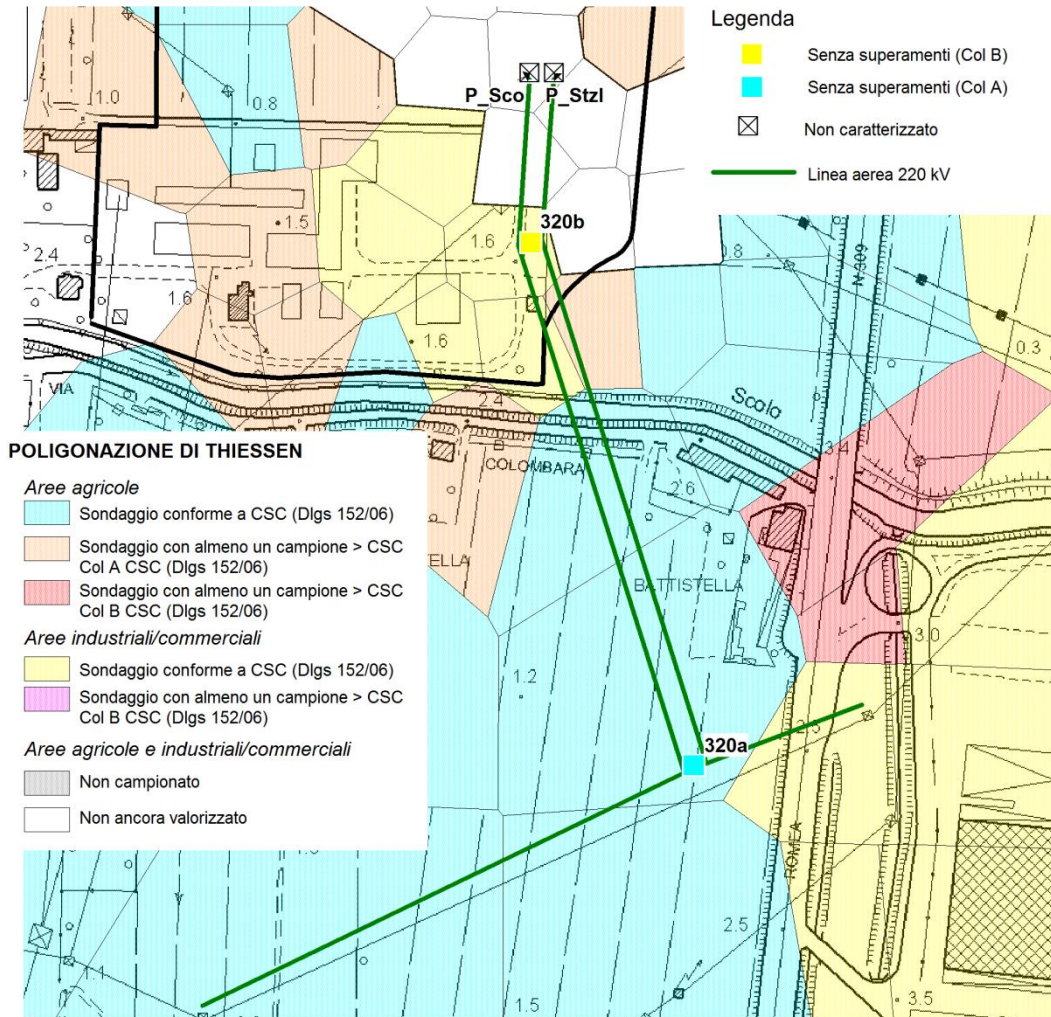 Legenda
Senza superamenti (Col B)
Senza superamenti (Col A)
Non caratterizzato
Linea aerea 220 kV
P_Sco
P_Stzl
1.0
0.8
320b
1.5
1.6
2.4
1.6
1.6
0.8
N.309
0.3
VIA
2.4
Scolo
3.4
COLOMBARA
2.6
BATTISTELLA
ELLA
POLIGONAZIONE DI THIESSEN
Aree agricole
Sondaggio conforme a CSC (Dlgs 152/06)
Sondaggio con almeno un campione > CSC
Col A CSC (Dlgs 152/06)
Sondaggio con almeno un campione > CSC
Col B CSC (Dlgs 152/06)
Aree industriali/commerciali
Sondaggio conforme a CSC (Dlgs 152/06)
Sondaggio con almeno un campione > CSC
Col B CSC (Dlgs 152/06)
Aree agricole e industriali/commerciali
Non campionato
Non ancora valorizzato
3.0
1.2
320a
ROMEA
2.5
1.1
1.5
3.5